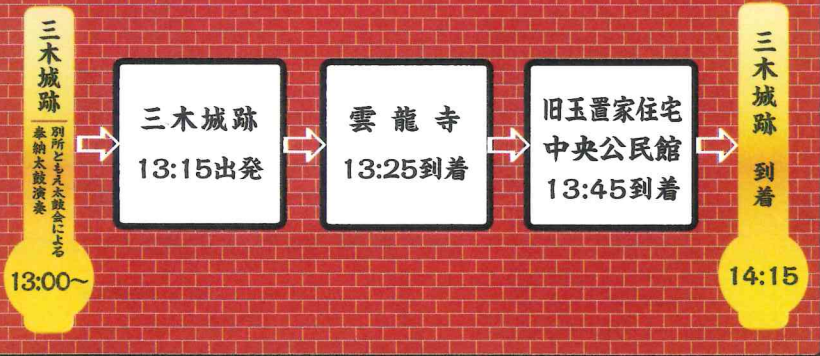 三木城跡
別所ともえ太鼓会による
奉納太鼓演奏
13:00～
三木城跡
13:15出発
雲龍寺
13:25到着
旧玉置家住宅
中央公民館
13:45到着
三木城跡 到着
14:15